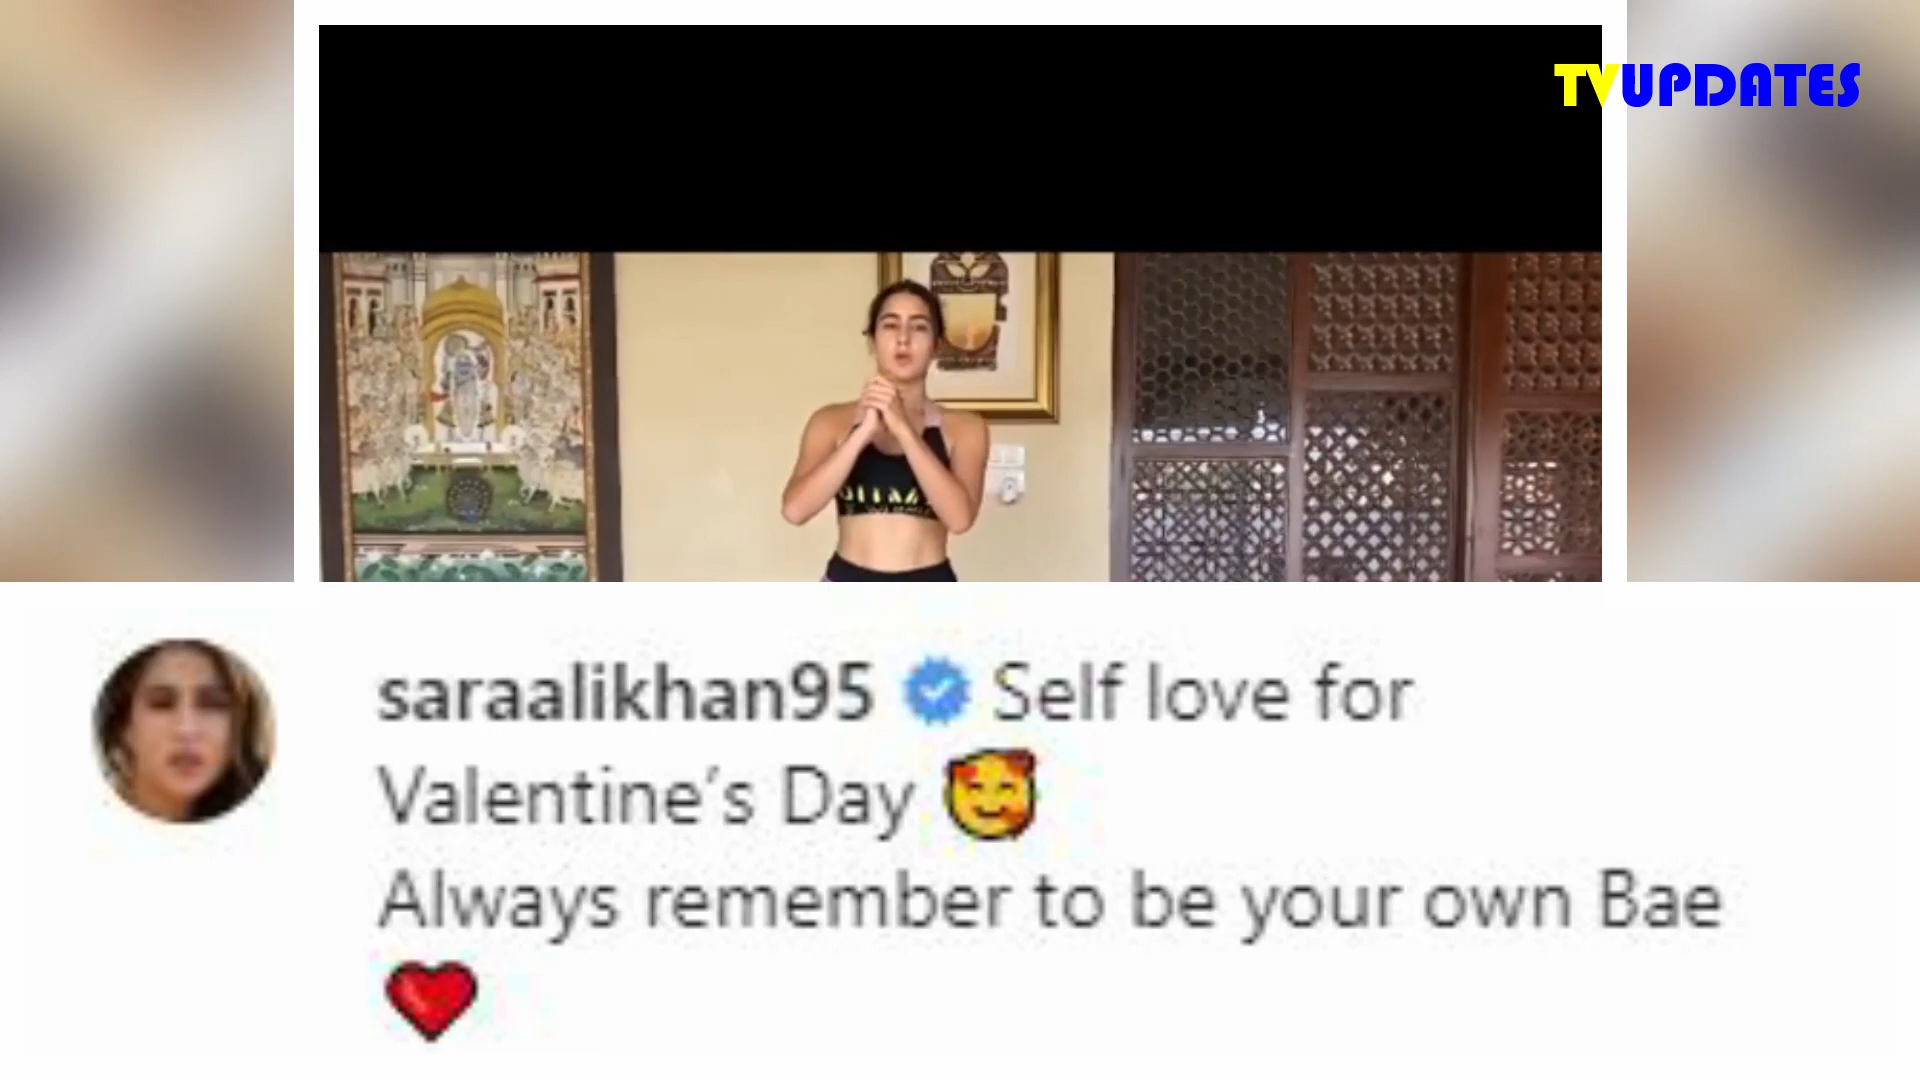 TVUPDATES
saraalikhan95 Self love for
Valentine's Day 🥰
Always remember to be your own Bae
❤️